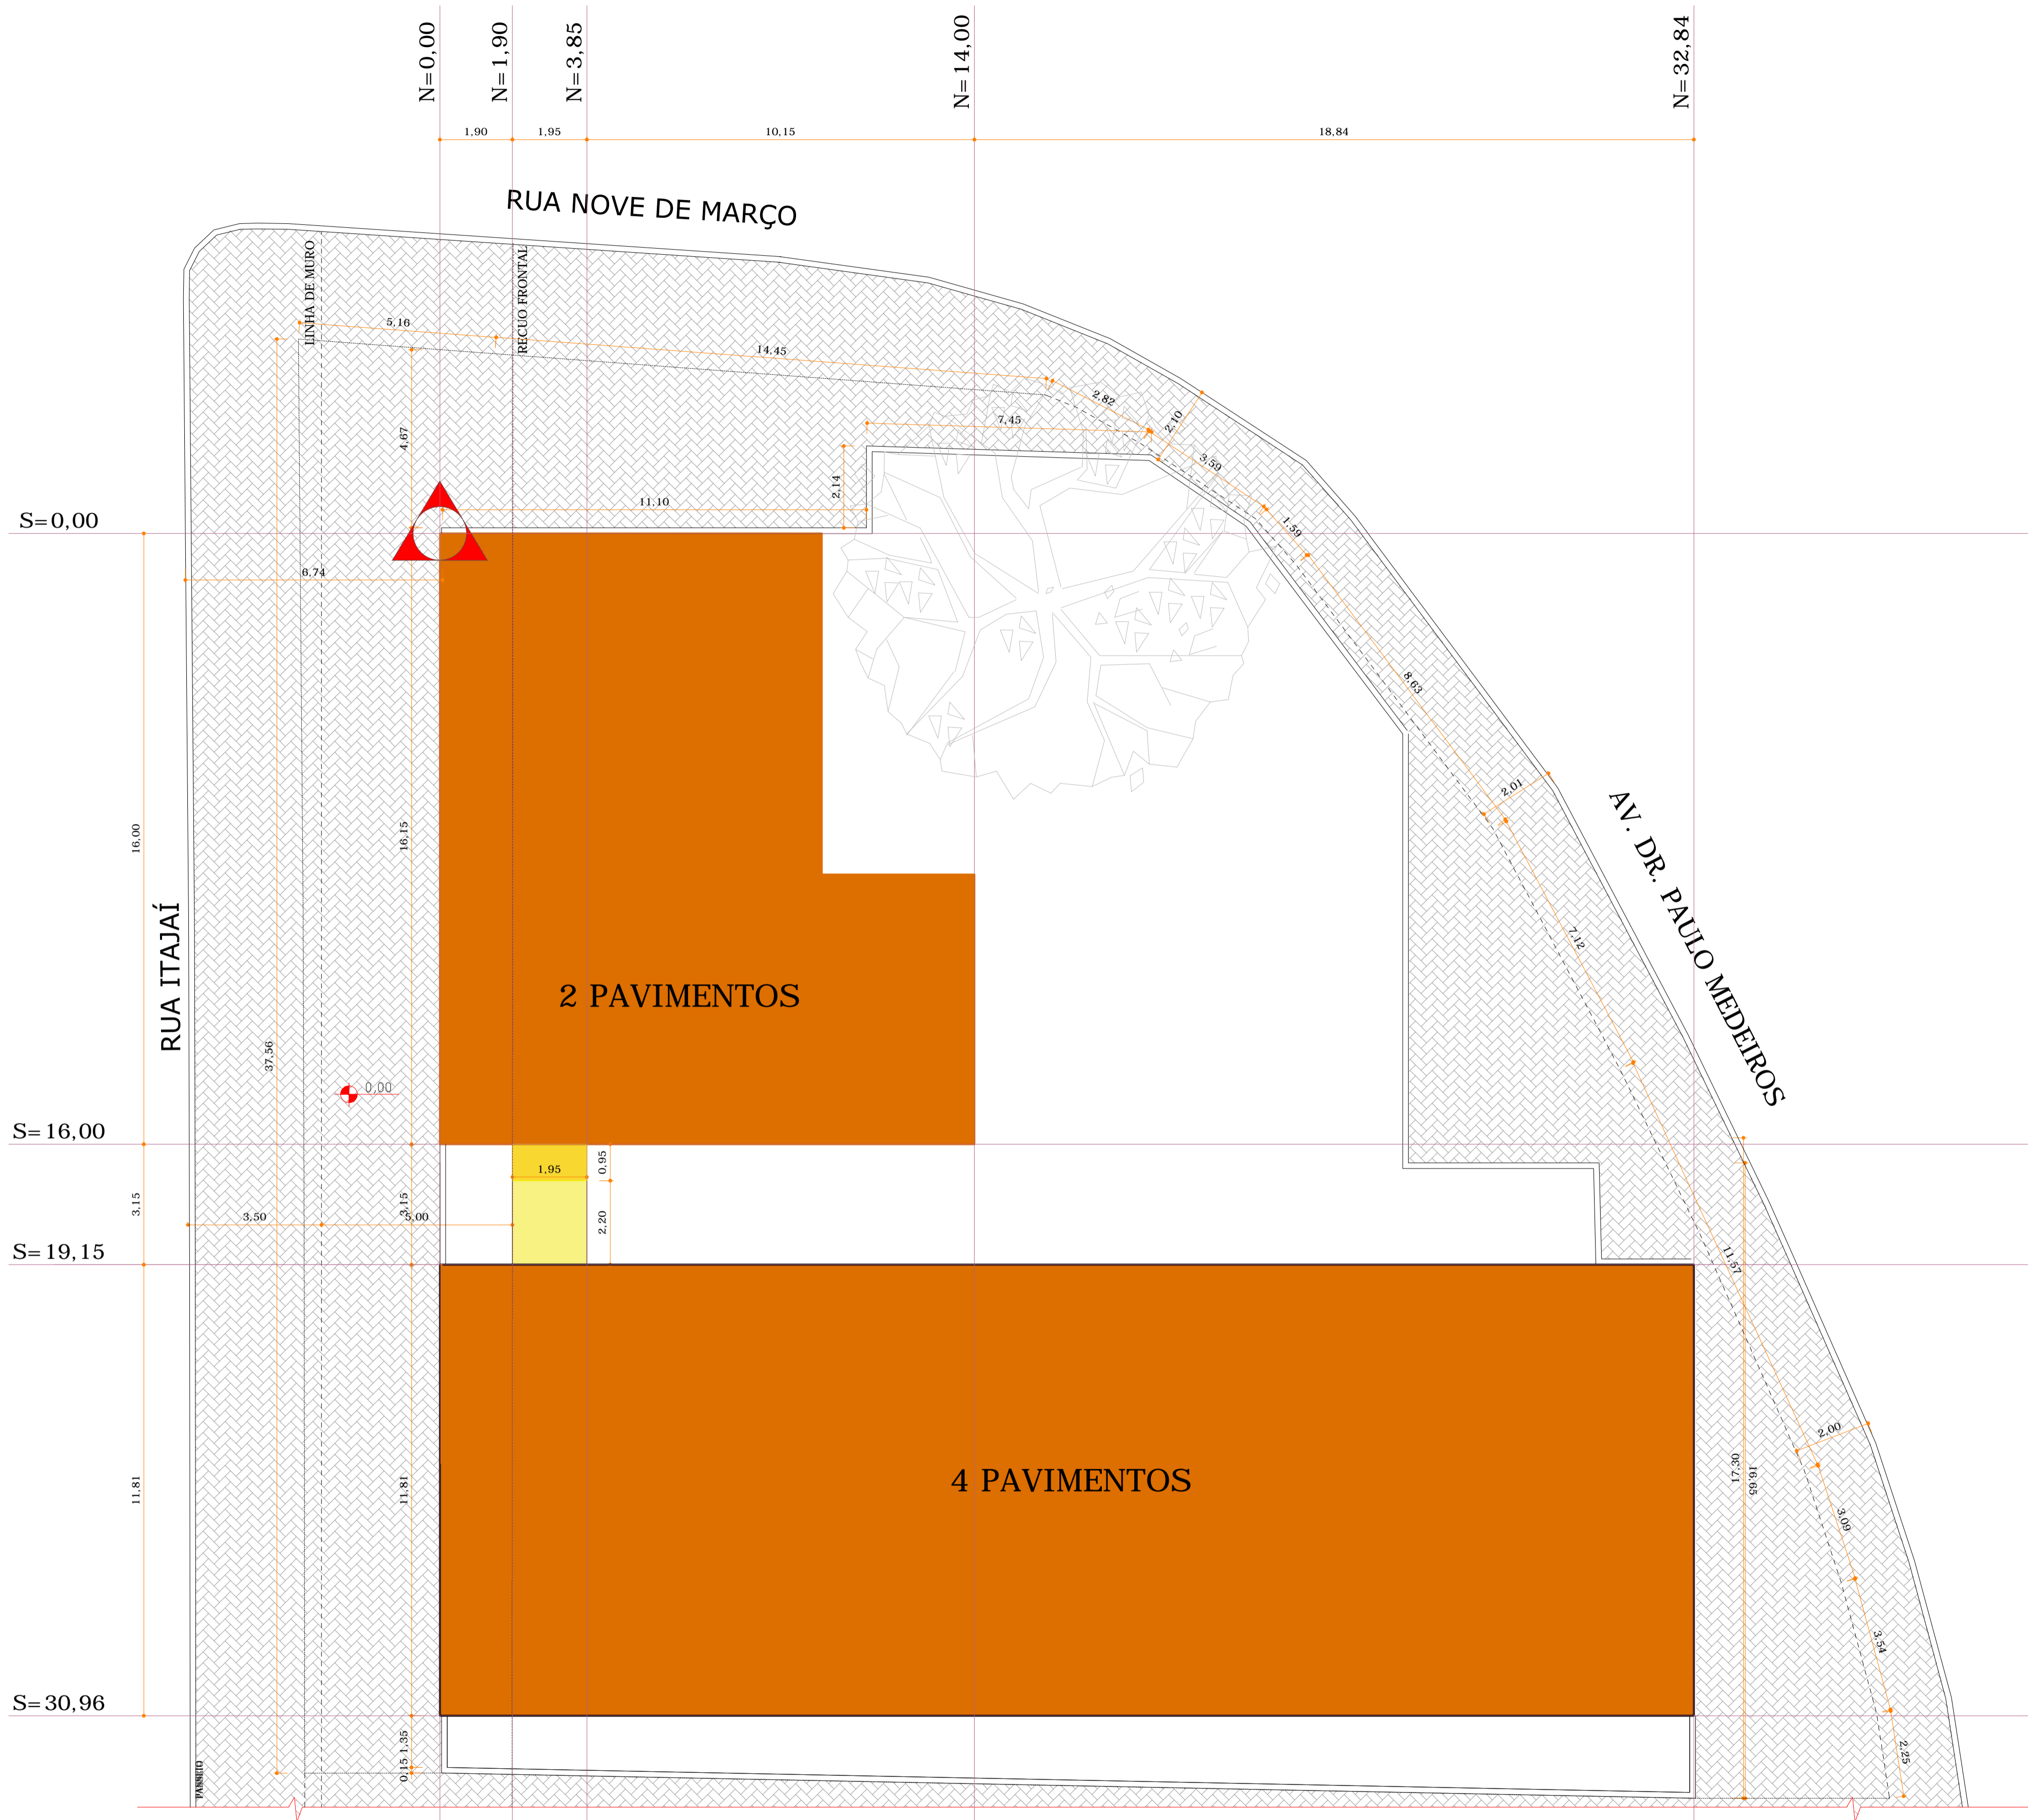 N=0,00
N=1,90
N=3,85
N=14,00
N=32,84
1,90
1,95
10,15
18,84
RUA NOVE DE MARÇO
LINHA DE MURO
RECUO FRONTAL
5,16
14,45
2,82
2,10
7,45
4,67
3,59
2,14
11,10
1,59
S=0,00
6,74
8,63
2,01
16,00
16,15
AV. DR. PAULO MEDEIROS
RUA ITAJAÍ
7,12
2 PAVIMENTOS
37,56
0,00
S=16,00
1,95
0,95
3,15
3,15
2,20
3,50
5,00
S=19,15
11,57
2,00
4 PAVIMENTOS
11,81
11,81
17,30
16,65
3,09
3,54
S=30,96
1,35
0,15
2,25